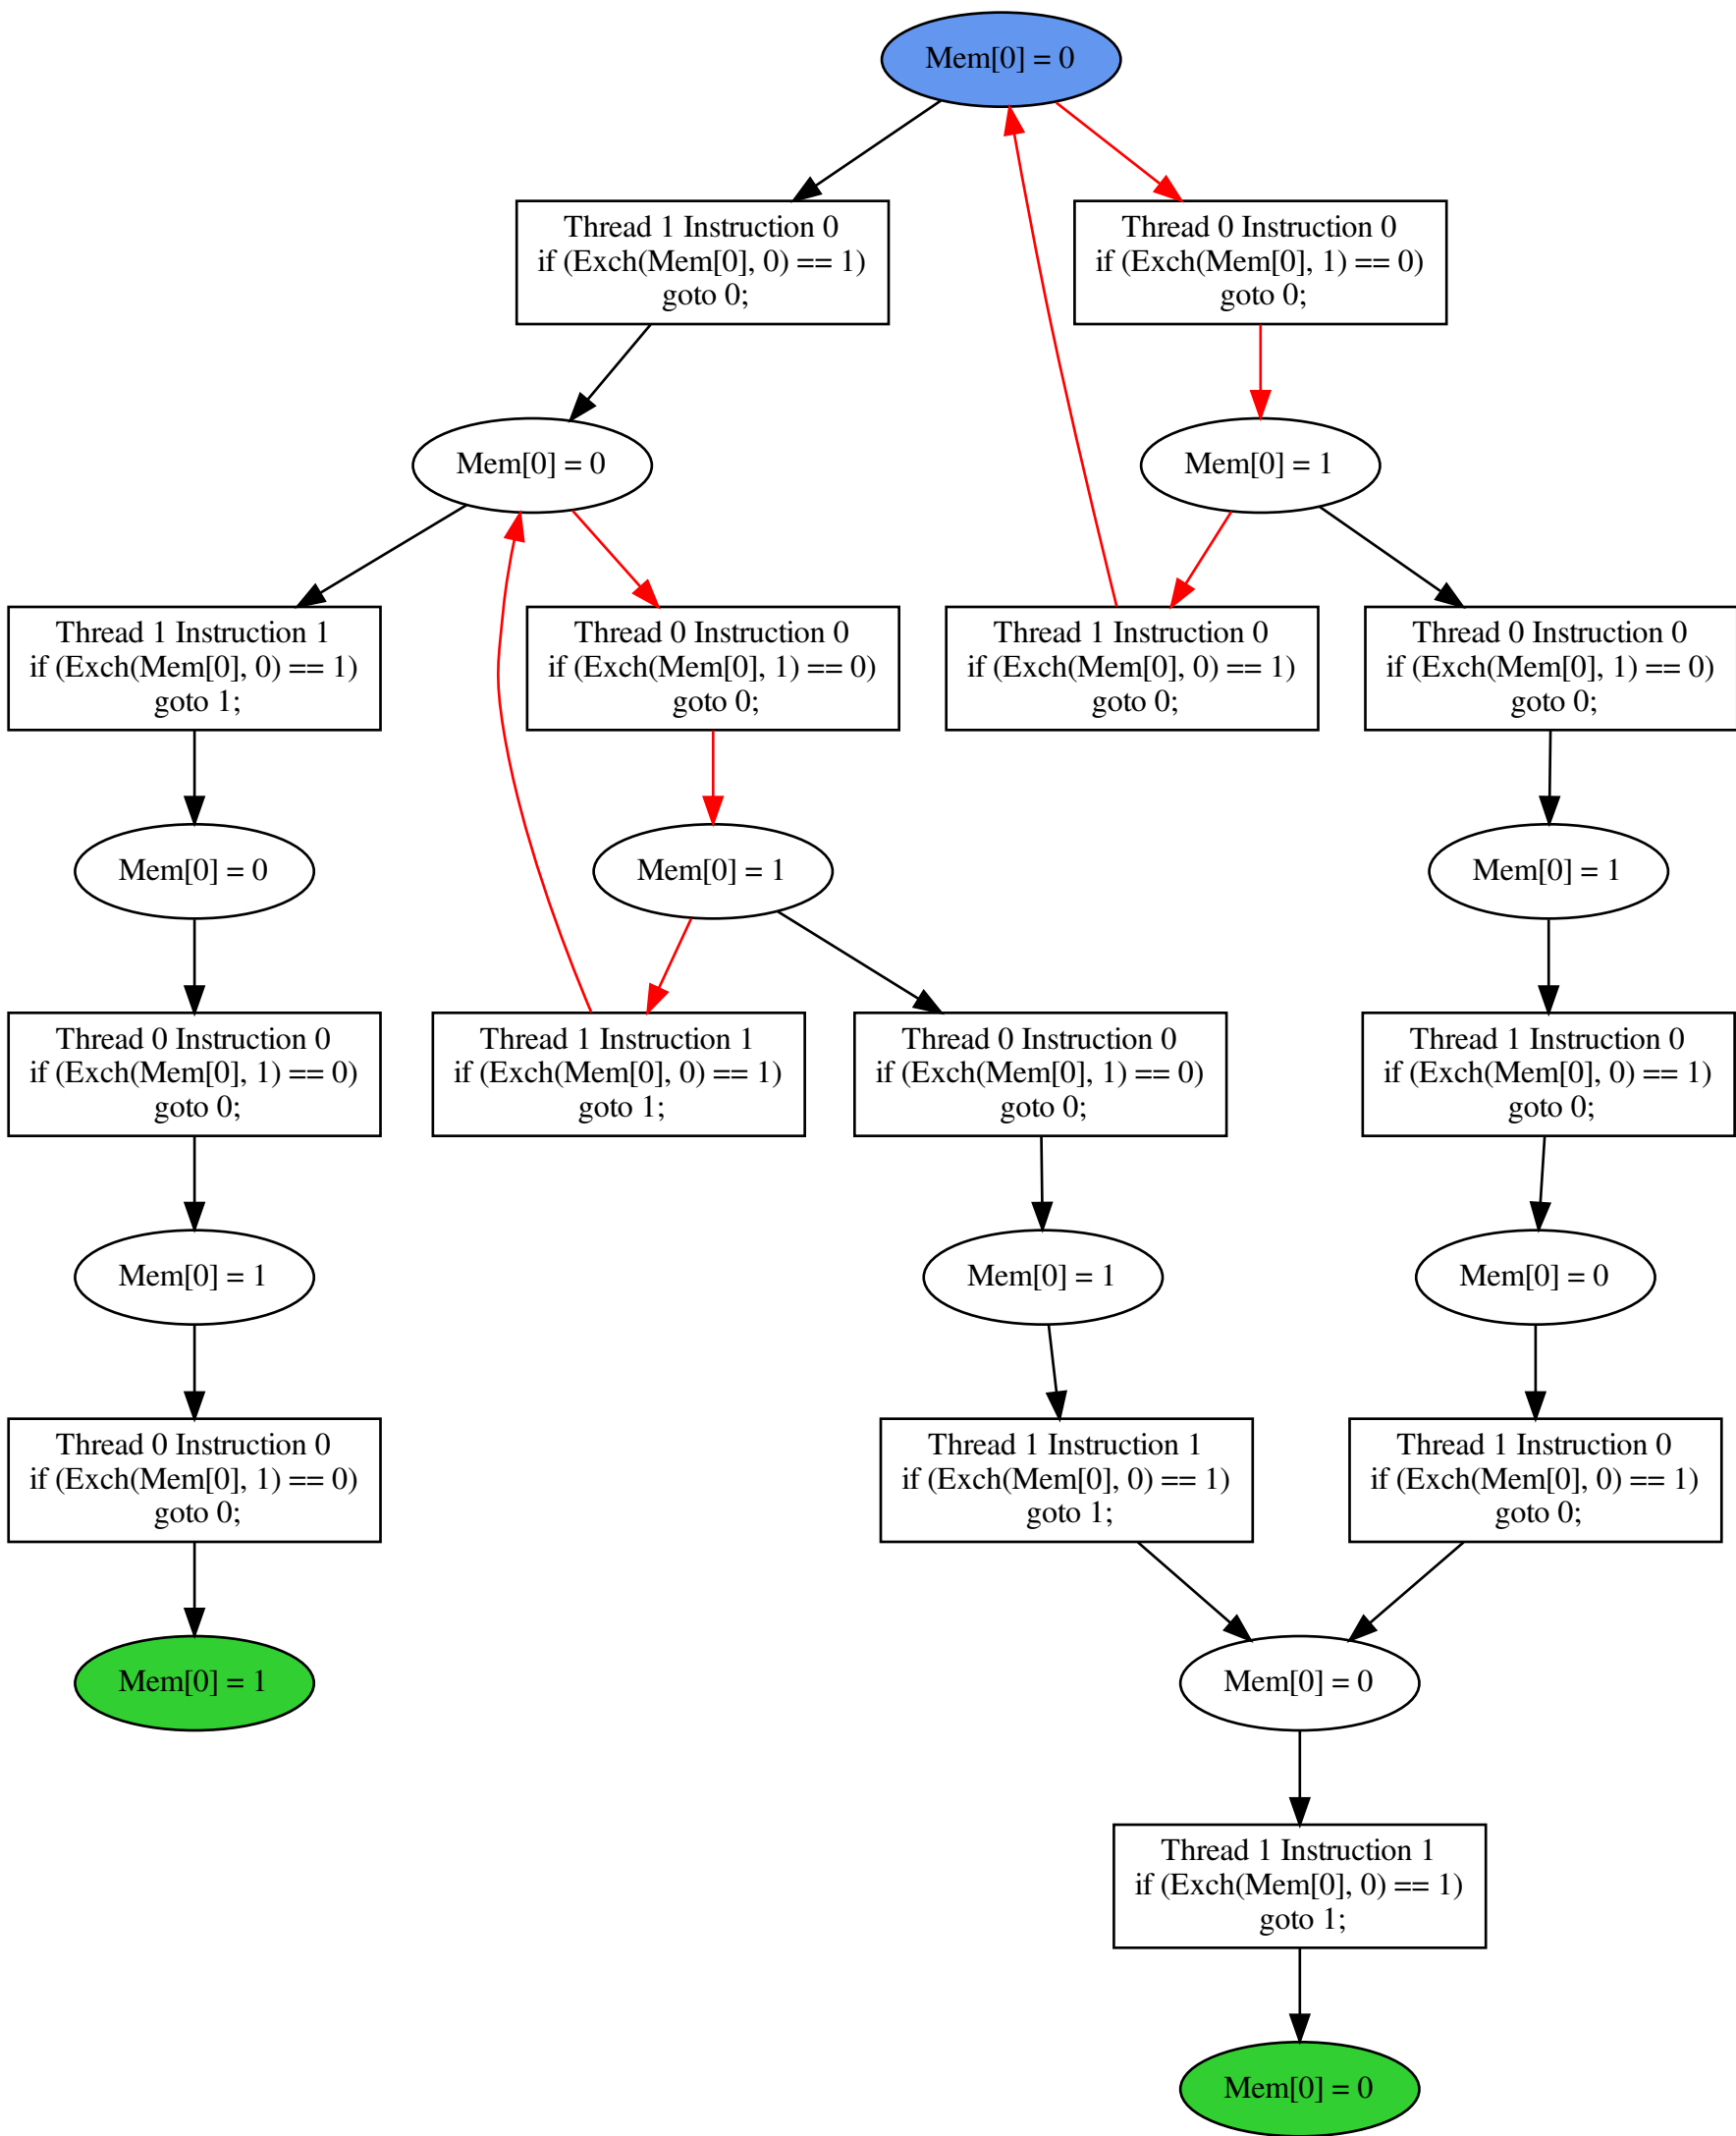 Mem[0] = 0
Thread 1 Instruction 0
if (Exch(Mem[0], 0) == 1)
goto 0;
Thread 0 Instruction 0
if (Exch(Mem[0], 1) == 0)
goto 0;
Mem[0] = 0
Mem[0] = 1
Thread 1 Instruction 1
if (Exch(Mem[0], 0) == 1)
goto 1;
Thread 0 Instruction 0
if (Exch(Mem[0], 1) == 0)
goto 0;
Thread 1 Instruction 0
if (Exch(Mem[0], 0) == 1)
goto 0;
Thread 0 Instruction 0
if (Exch(Mem[0], 1) == 0)
goto 0;
Mem[0] = 0
Mem[0] = 1
Mem[0] = 1
Thread 0 Instruction 0
if (Exch(Mem[0], 1) == 0)
goto 0;
Thread 1 Instruction 1
if (Exch(Mem[0], 0) == 1)
goto 1;
Thread 0 Instruction 0
if (Exch(Mem[0], 1) == 0)
goto 0;
Thread 1 Instruction 0
if (Exch(Mem[0], 0) == 1)
goto 0;
Mem[0] = 1
Mem[0] = 1
Mem[0] = 0
Thread 0 Instruction 0
if (Exch(Mem[0], 1) == 0)
goto 0;
Thread 1 Instruction 1
if (Exch(Mem[0], 0) == 1)
goto 1;
Thread 1 Instruction 0
if (Exch(Mem[0], 0) == 1)
goto 0;
Mem[0] = 1
Mem[0] = 0
Thread 1 Instruction 1
if (Exch(Mem[0], 0) == 1)
goto 1;
Mem[0] = 0